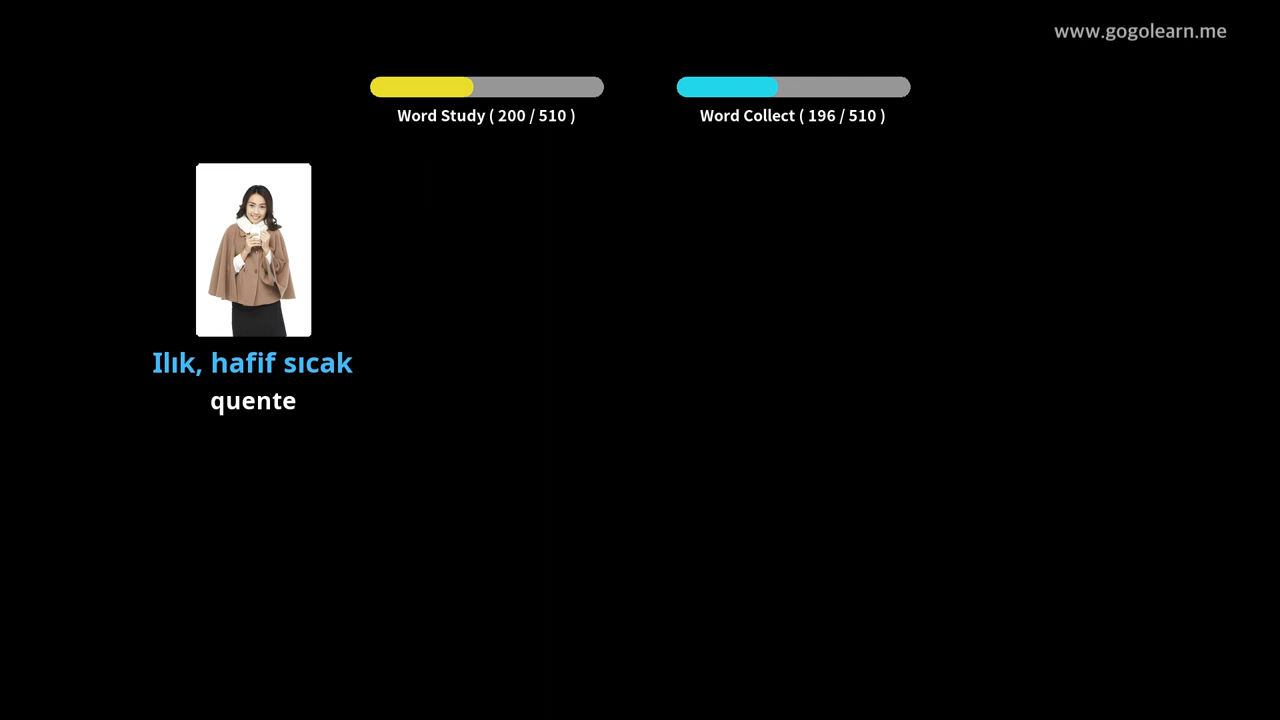 www.gogolearn.me
Word Study ( 200 / 510 )
Word Collect ( 196 / 510 )
Ilık, hafif sıcak
quente